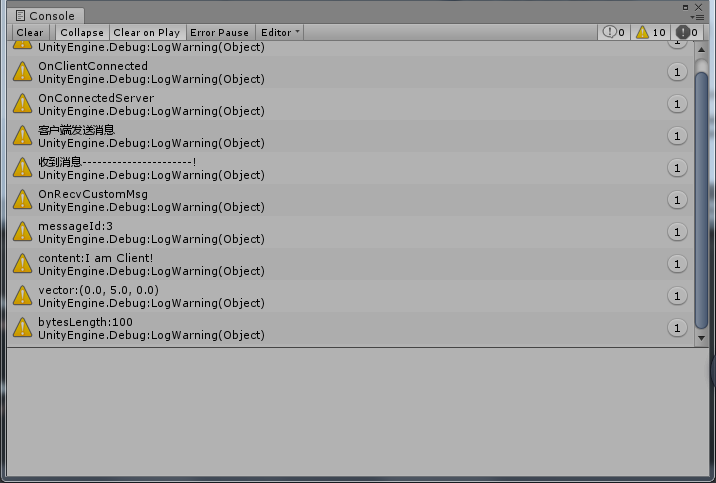 Console
Clear Collapse Clear on Play Error Pause Editor 0 10 0
UnityEngine.Debug:LogWarning(Object) 1
OnClientConnected
UnityEngine.Debug:LogWarning(Object) 1
OnConnectedServer
UnityEngine.Debug:LogWarning(Object) 1
客户端发送消息
UnityEngine.Debug:LogWarning(Object) 1
收到消息----------------------!
UnityEngine.Debug:LogWarning(Object) 1
OnRecvCustomMsg
UnityEngine.Debug:LogWarning(Object) 1
messageId:3
UnityEngine.Debug:LogWarning(Object) 1
content:I am Client!
UnityEngine.Debug:LogWarning(Object) 1
vector:(0.0, 5.0, 0.0)
UnityEngine.Debug:LogWarning(Object) 1
bytesLength:100
UnityEngine.Debug:LogWarning(Object) 1